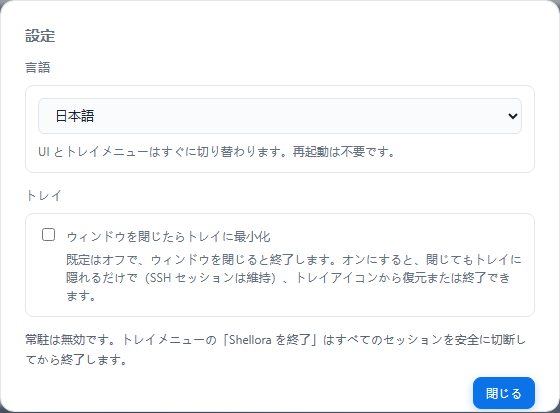 設定
言語
日本語
UI とトレイメニューはすぐに切り替わります。再起動は不要です。
トレイ
ウィンドウを閉じたらトレイに最小化
既定はオフで、ウィンドウを閉じると終了します。オンにすると、閉じてもトレイに
隠れるだけで（SSH セッションは維持）、トレイアイコンから復元または終了でき
ます。
常駐は無効です。トレイメニューの「Shellora を終了」はすべてのセッションを安全に切断し
てから終了します。
閉じる